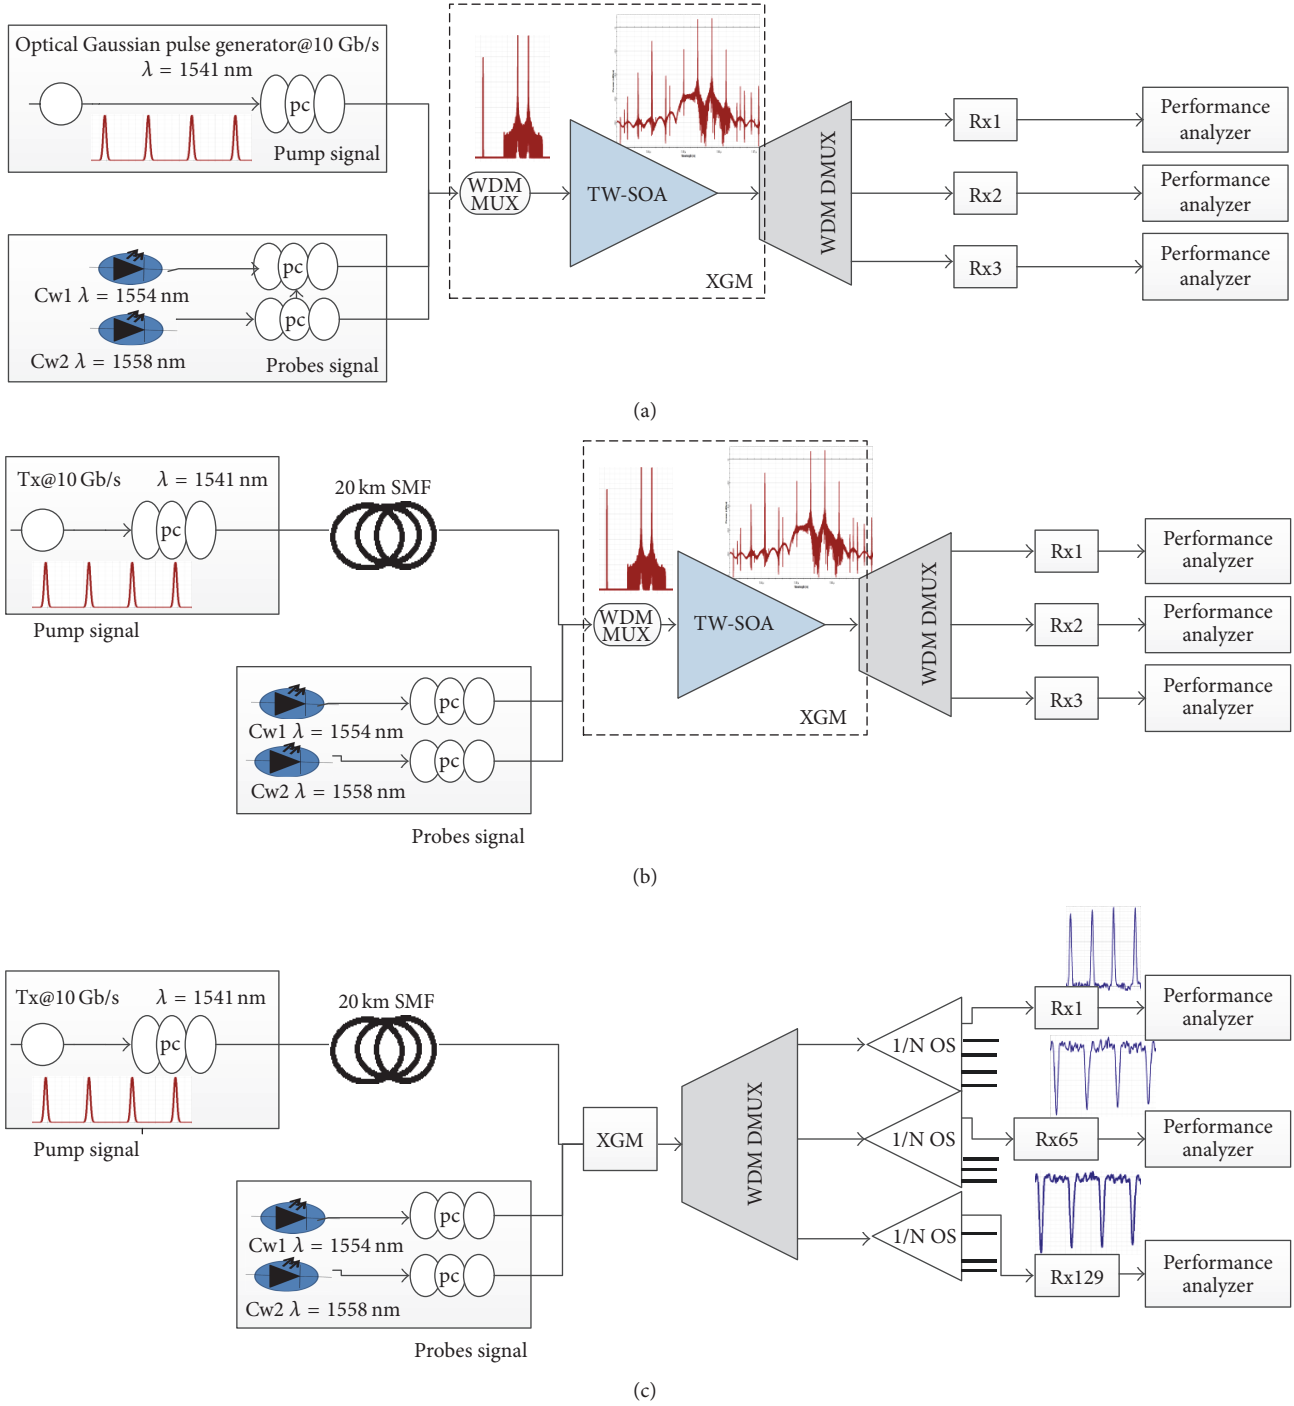 Optical Gaussian pulse generator@10 Gb/s
λ = 1541 nm
pc
Pump signal
Cw1 λ = 1554 nm
pc
pc
Cw2 λ = 1558 nm
Probes signal
WDM
MUX
TW-SOA
XGM
WDM DMUX
Rx1
Performance
analyzer
Rx2
Performance
analyzer
Rx3
Performance
analyzer
(a)
Tx@10 Gb/s
λ = 1541 nm
pc
Pump signal
20 km SMF
Cw1 λ = 1554 nm
pc
Cw2 λ = 1558 nm
pc
Probes signal
WDM
MUX
TW-SOA
XGM
WDM DMUX
Rx1
Performance
analyzer
Rx2
Performance
analyzer
Rx3
Performance
analyzer
(b)
Tx@10 Gb/s
λ = 1541 nm
pc
Pump signal
20 km SMF
Cw1 λ = 1554 nm
pc
Cw2 λ = 1558 nm
pc
Probes signal
XGM
WDM DMUX
1/N OS
Rx1
Performance
analyzer
1/N OS
Rx65
Performance
analyzer
1/N OS
Rx129
Performance
analyzer
(c)